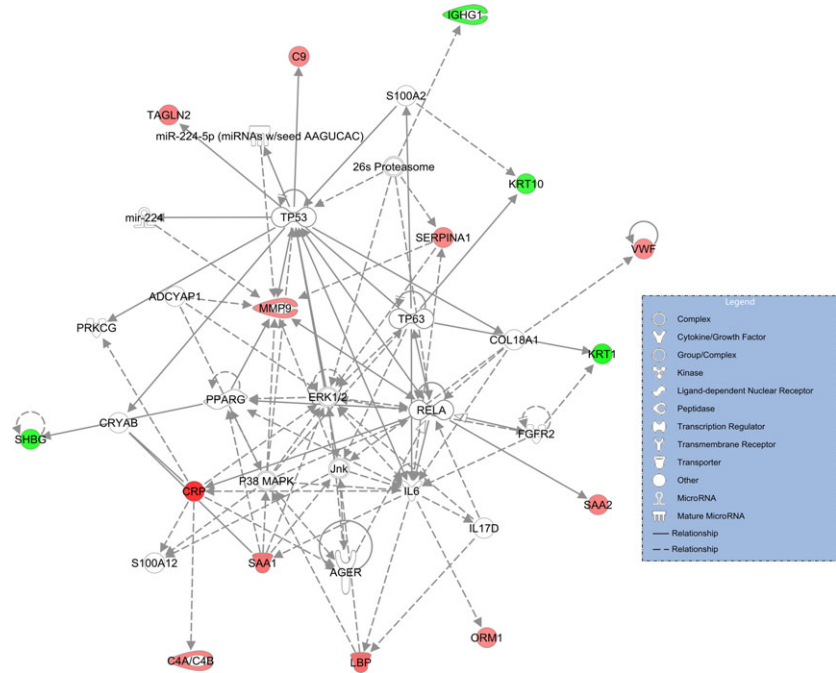 IGHG1
C9
S100A2
TAGLN2
miR-224-5p (miRNAs w/seed AAGUCAC)
26s Proteasome
KRT10
mir-224
TP53
SERPINA1
VWF
ADCYAP1
MMP9
PRKCG
TP63
COL18A1
KRT1
PPARG
ERK1/2
RELA
CRYAB
FGFR2
SHBG
P38 MAPK
Jnk
CRP
IL6
SAA2
IL17D
S100A12
SAA1
AGER
ORM1
C4A/C4B
LBP
Legend
Complex
Cytokine/Growth Factor
Group/Complex
Kinase
Ligand-dependent Nuclear Receptor
Peptidase
Transcription Regulator
Transmembrane Receptor
Transporter
Other
MicroRNA
Mature MicroRNA
Relationship
Relationship